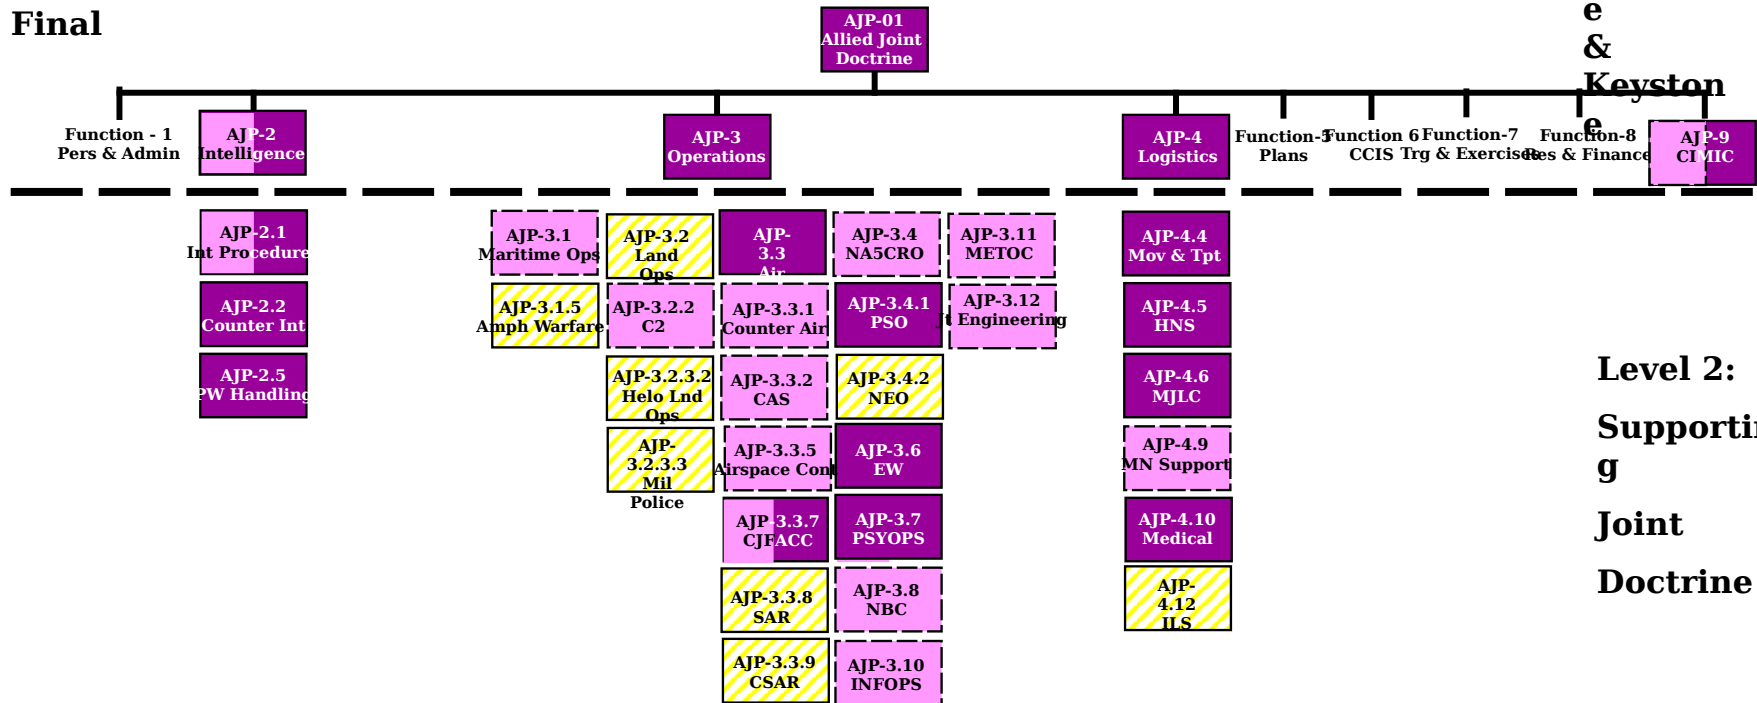 Final
AJP-01
Allied Joint
Doctrine
e
&
Keyston
e
Function - 1
Pers & Admin
AJP-2
Intelligence
AJP-3
Operations
AJP-4
Logistics
Function-5
Plans
Function 6
CCIS
Function-7
Trg & Exercises
Function-8
Res & Finance
AJP-9
CIMIC
AJP-2.1
Int Procedure
AJP-2.2
Counter Int
AJP-2.5
PW Handling
AJP-3.1
Maritime Ops
AJP-3.1.5
Amph Warfare
AJP-3.2
Land
Ops
AJP-3.2.2
C2
AJP-3.2.3.2
Helo Lnd
Ops
AJP-
3.2.3.3
Mil
Police
AJP-
3.3
Air
AJP-3.3.1
Counter Air
AJP-3.3.2
CAS
AJP-3.3.5
Airspace Cont
AJP-3.3.7
CJFACC
AJP-3.3.8
SAR
AJP-3.3.9
CSAR
AJP-3.4
NA5CRO
AJP-3.4.1
PSO
AJP-3.4.2
NEO
AJP-3.6
EW
AJP-3.7
PSYOPS
AJP-3.8
NBC
AJP-3.10
INFOPS
AJP-3.11
METOC
AJP-3.12
Jt Engineering
AJP-4.4
Mov & Tpt
AJP-4.5
HNS
AJP-4.6
MJLC
AJP-4.9
MN Support
AJP-4.10
Medical
AJP-
4.12
ILS
Level 2:
Supportin
g
Joint
Doctrine